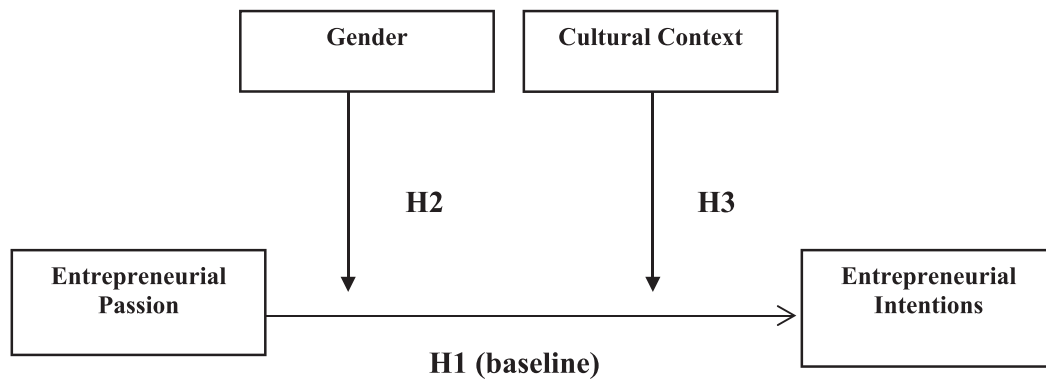 Gender
Cultural Context
H2
H3
Entrepreneurial
Passion
Entrepreneurial
Intentions
H1 (baseline)